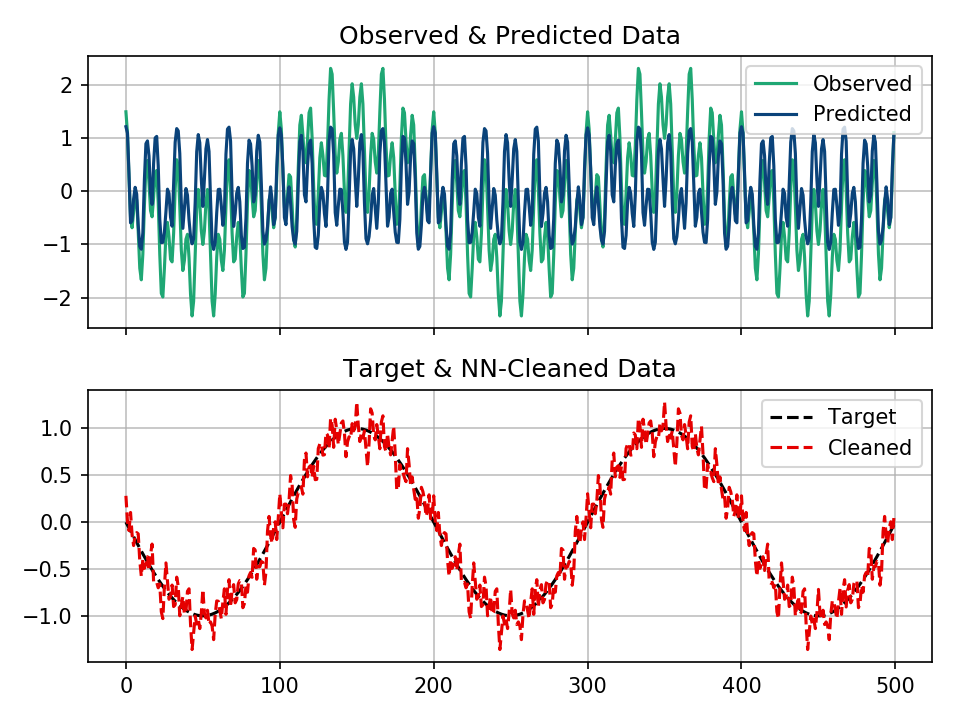 Observed & Predicted Data
2
1
0
−1
−2
Observed
Predicted
Target & NN-Cleaned Data
1.0
0.5
0.0
−0.5
−1.0
Target
Cleaned
0 100 200 300 400 500